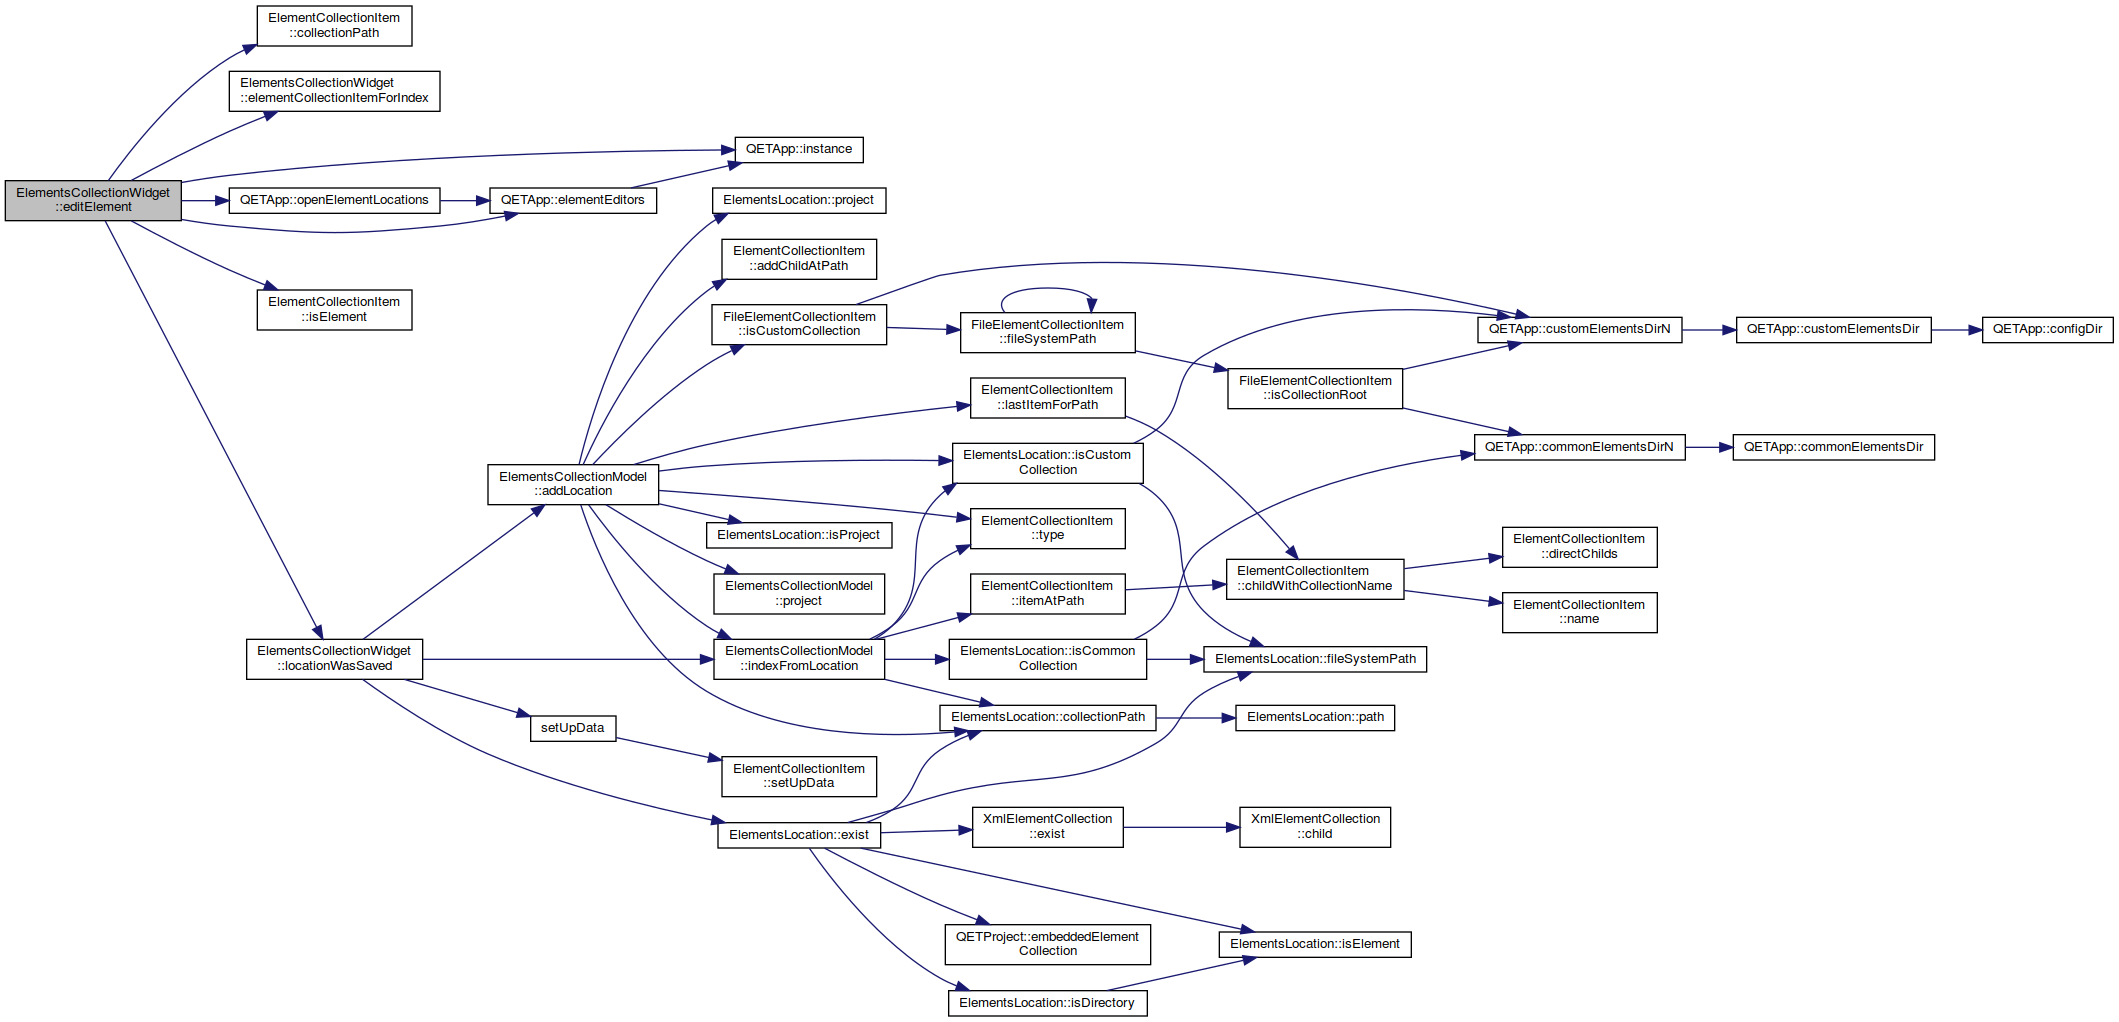 ElementCollectionItem
::collectionPath
ElementsCollectionWidget
::elementCollectionItemForIndex
QETApp::instance
ElementsCollectionWidget
::editElement
QETApp::openElementLocations
QETApp::elementEditors
ElementsLocation::project
ElementCollectionItem
::addChildAtPath
ElementCollectionItem
::isElement
FileElementCollectionItem
::isCustomCollection
FileElementCollectionItem
::fileSystemPath
QETApp::customElementsDirN
QETApp::customElementsDir
QETApp::configDir
FileElementCollectionItem
::isCollectionRoot
ElementCollectionItem
::lastItemForPath
QETApp::commonElementsDirN
QETApp::commonElementsDir
ElementsLocation::isCustom
Collection
ElementsCollectionModel
::addLocation
ElementCollectionItem
::type
ElementsLocation::isProject
ElementCollectionItem
::directChilds
ElementCollectionItem
::childWithCollectionName
ElementsCollectionModel
::project
ElementCollectionItem
::itemAtPath
ElementCollectionItem
::name
ElementsCollectionWidget
::locationWasSaved
ElementsCollectionModel
::indexFromLocation
ElementsLocation::isCommon
Collection
ElementsLocation::fileSystemPath
ElementsLocation::collectionPath
ElementsLocation::path
setUpData
ElementCollectionItem
::setUpData
ElementsLocation::exist
XmlElementCollection
::exist
XmlElementCollection
::child
QETProject::embeddedElement
Collection
ElementsLocation::isElement
ElementsLocation::isDirectory